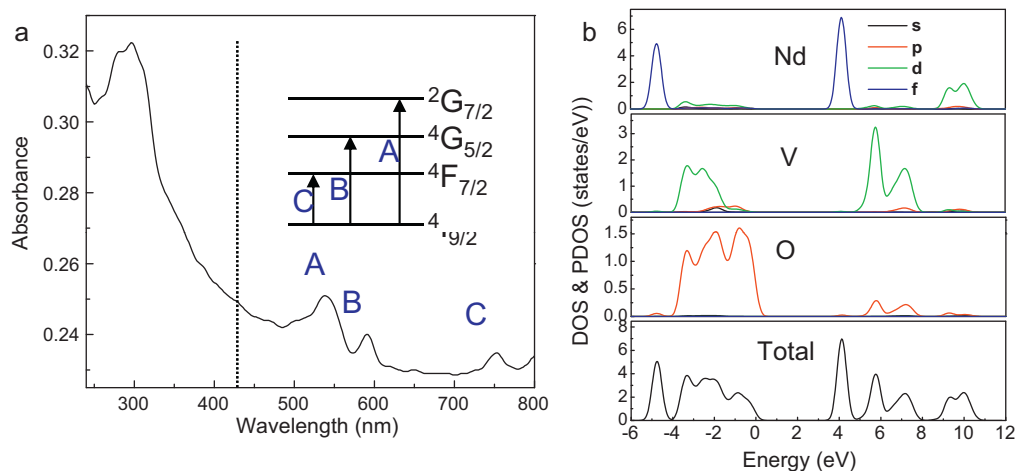 a
0.32
0.30
0.28
0.26
0.24
Absorbance
300
400
500
600
700
800
Wavelength (nm)
²G₇/₂
⁴G₅/₂
⁴F₇/₂
⁴I₉/₂
A
B
C
A
B
C
b
DOS & PDOS (states/eV))
s
p
d
f
Nd
6
4
2
0
V
3
2
1
0
O
1.5
1.0
0.5
0.0
Total
8
6
4
2
0
-6
-4
-2
0
2
4
6
8
10
12
Energy (eV)